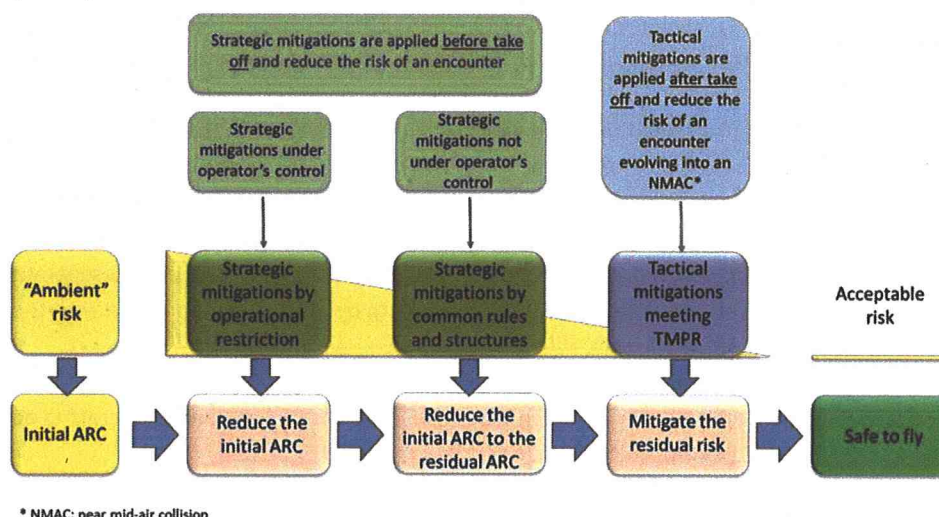 Strategic mitigations are applied before take
off and reduce the risk of an encounter
Tactical
mitigations are
applied after take
off and reduce the
risk of an
encounter
evolving into an
NMAC*
Strategic
mitigations under
operator's control
Strategic
mitigations not
under operator's
control
"Ambient"
risk
Strategic
mitigations by
operational
restriction
Strategic
mitigations by
common rules
and structures
Tactical
mitigations
meeting
TMPR
Acceptable
risk
Initial ARC
Reduce the
initial ARC
Reduce the
initial ARC to the
residual ARC
Mitigate the
residual risk
Safe to fly
* NMAC: near mid-air collision